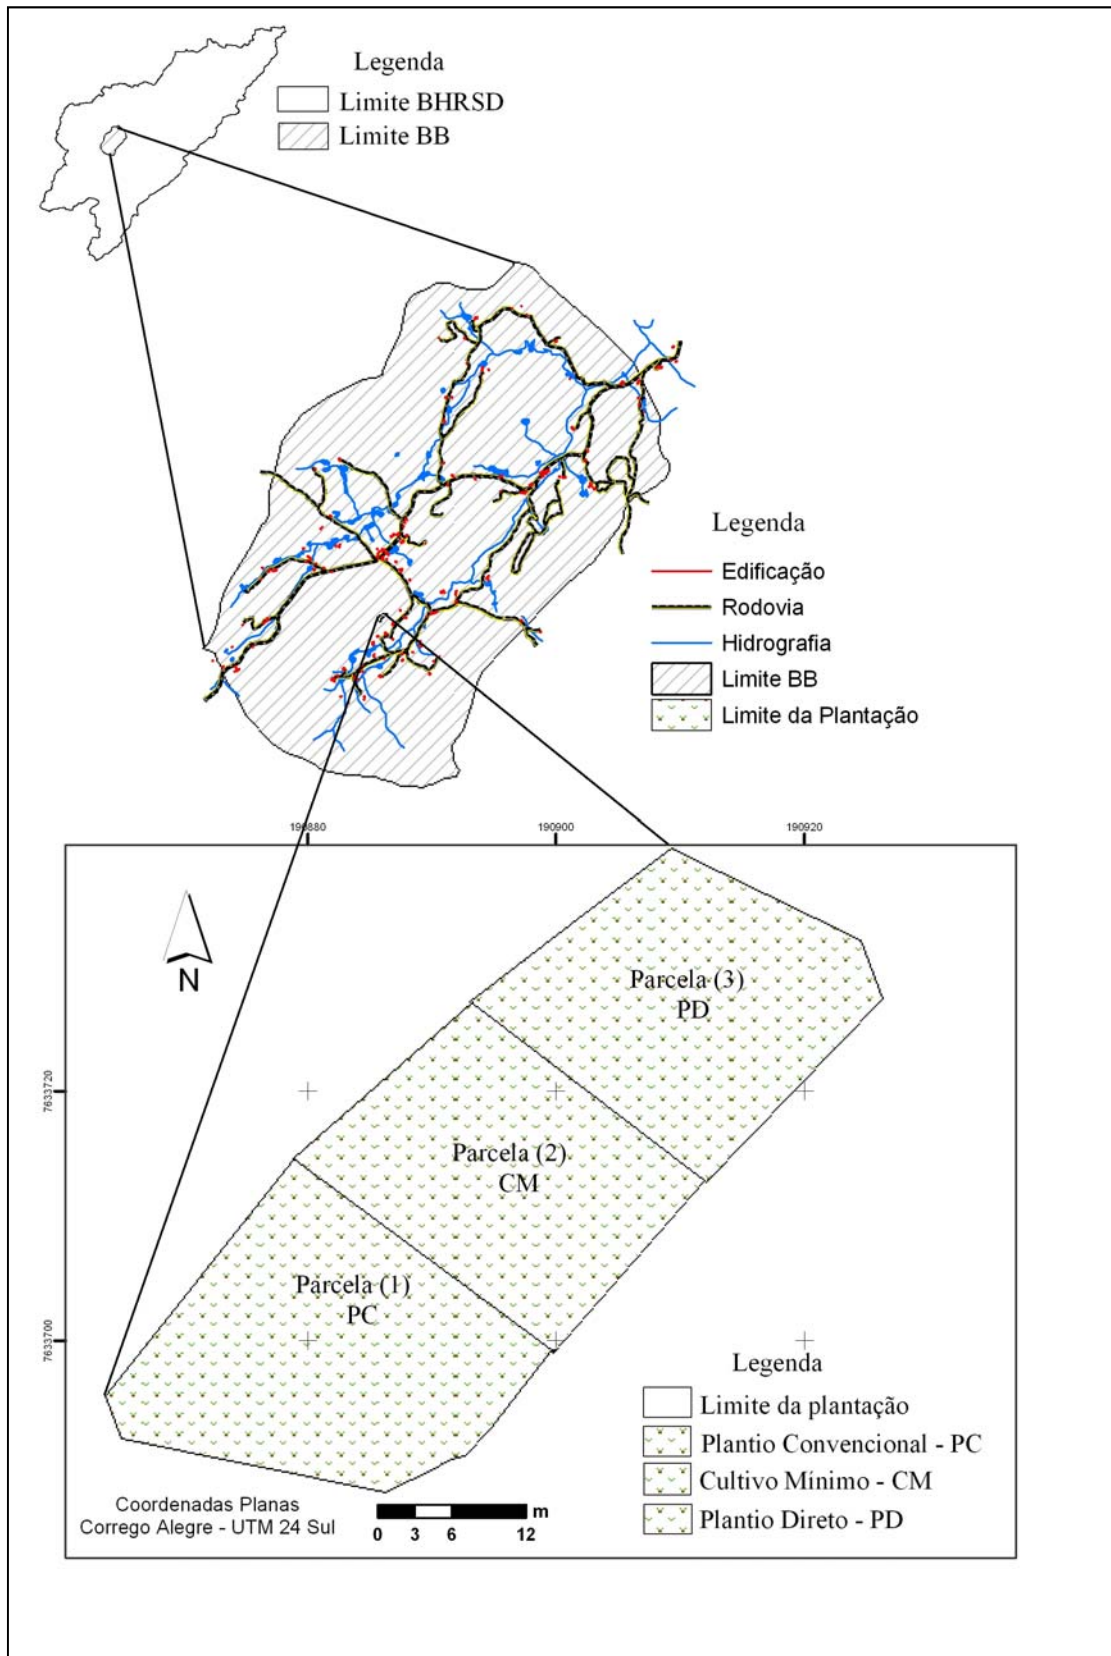 Legenda
Limite BHRSD
Limite BB
Legenda
Edificação
Rodovia
Hidrografia
Limite BB
Limite da Plantação
190880
190900
190920
N
Parcela (3)
PD
7633720
Parcela (2)
CM
Parcela (1)
PC
7633700
Legenda
Limite da plantação
Plantio Convencional - PC
Cultivo Mínimo - CM
Plantio Direto - PD
Coordenadas Planas
Corrego Alegre - UTM 24 Sul
m
0 3 6 12